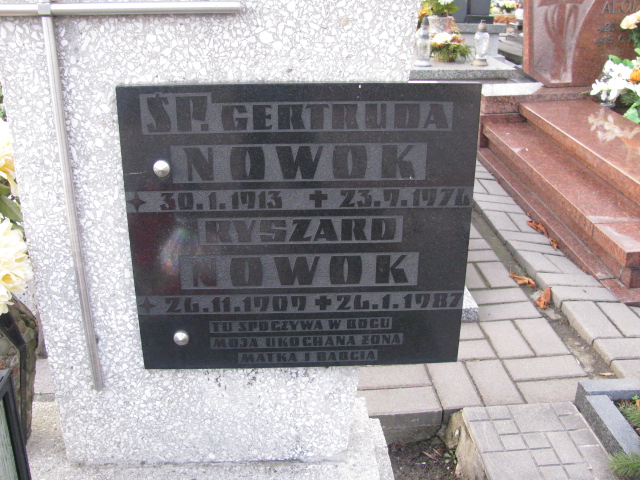 ŚP. GERTRUDA
NOWOK
30.1.1913 + 23.9.1976
RYSZARD
NOWOK
26.11.1909 + 26.1.1987
TU SPOCZYWA W BOGU
MOJA UKOCHANA ŻONA
MATKA I BABCIA